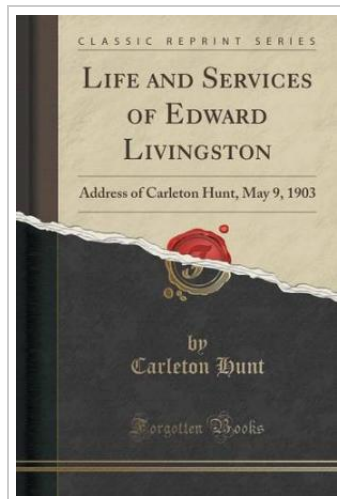 CLASSIC REPRINT SERIES
LIFE AND SERVICES
OF EDWARD
LIVINGSTON
Address of Carleton Hunt, May 9, 1903
by
Carleton Hunt
Forgotten Books